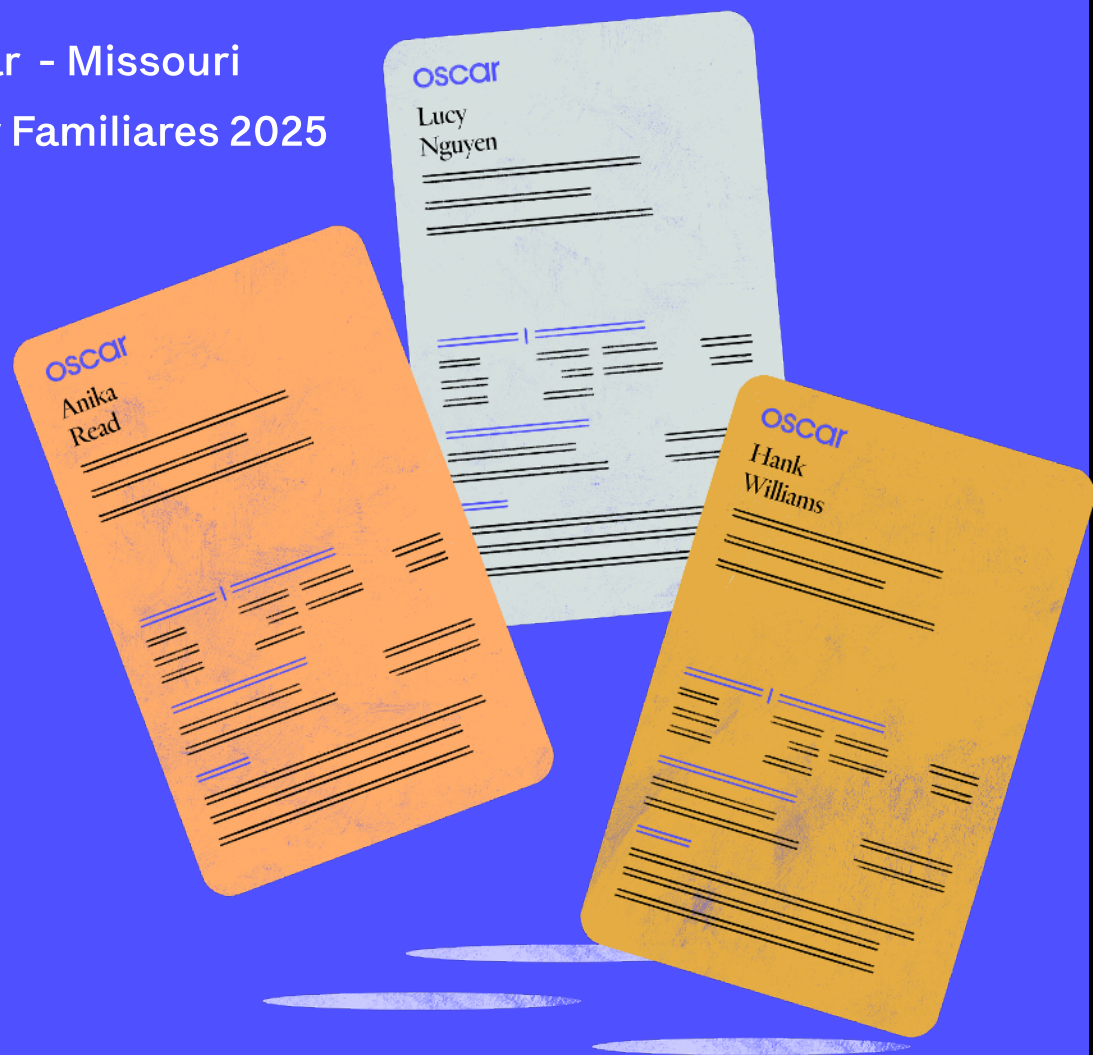 - Missouri
Familiares 2025
oscar
Lucy
Nguyen
oscar
Anika
Read
oscar
Hank
Williams